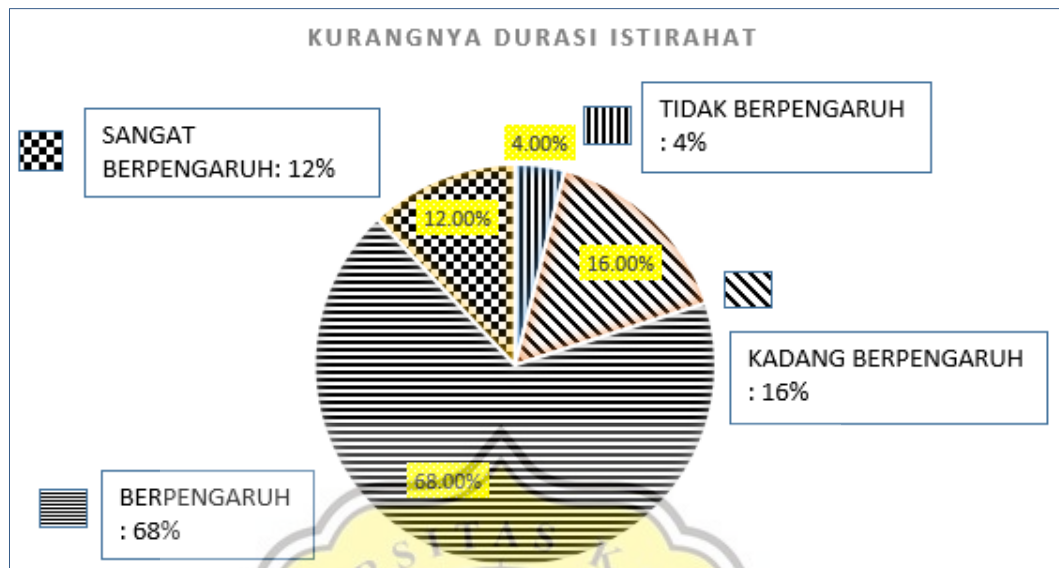 KURANGNYA DURASI ISTIRAHAT
SANGAT
BERPENGARUH: 12%
TIDAK BERPENGARUH
: 4%
4.00%
12.00%
16.00%
KADANG BERPENGARUH
: 16%
68.00%
BERPENGARUH
: 68%
RSITAS K